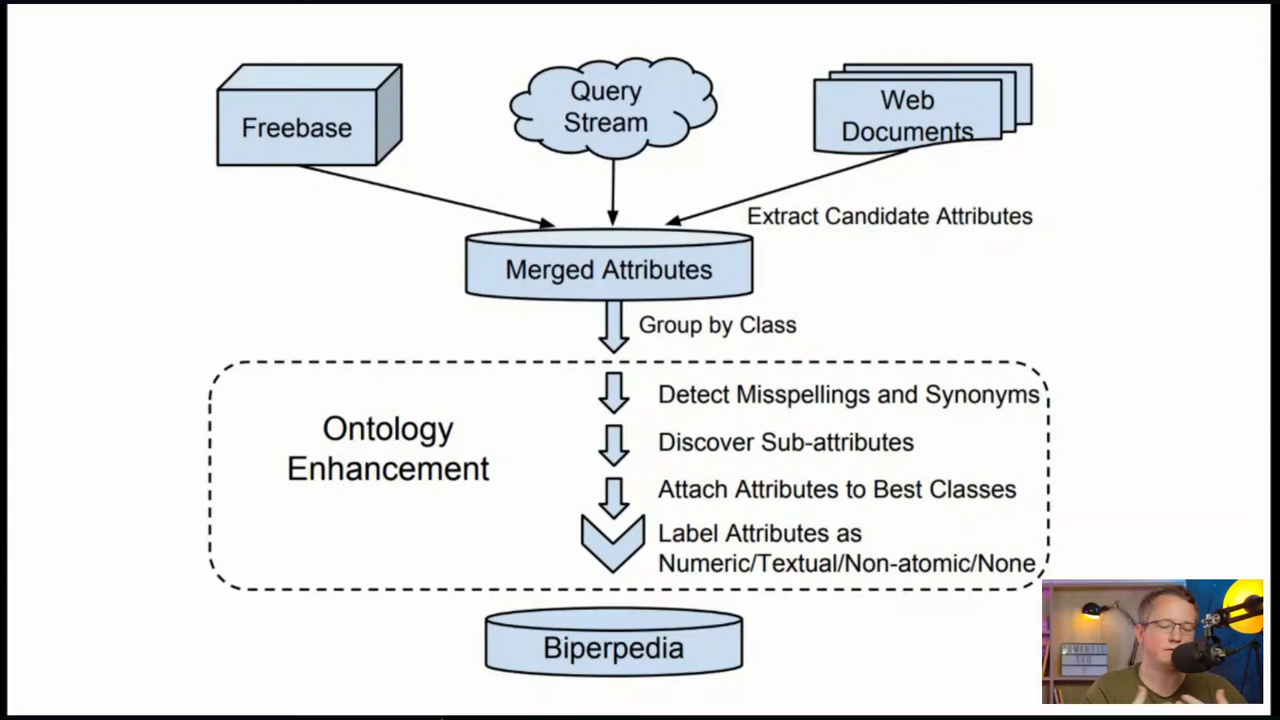 Freebase
Query
Stream
Web
Documents
Extract Candidate Attributes
Merged Attributes
Group by Class
Ontology
Enhancement
Detect Misspellings and Synonyms
Discover Sub-attributes
Attach Attributes to Best Classes
Label Attributes as
Numeric/Textual/Non-atomic/None
Biperpedia
SEO